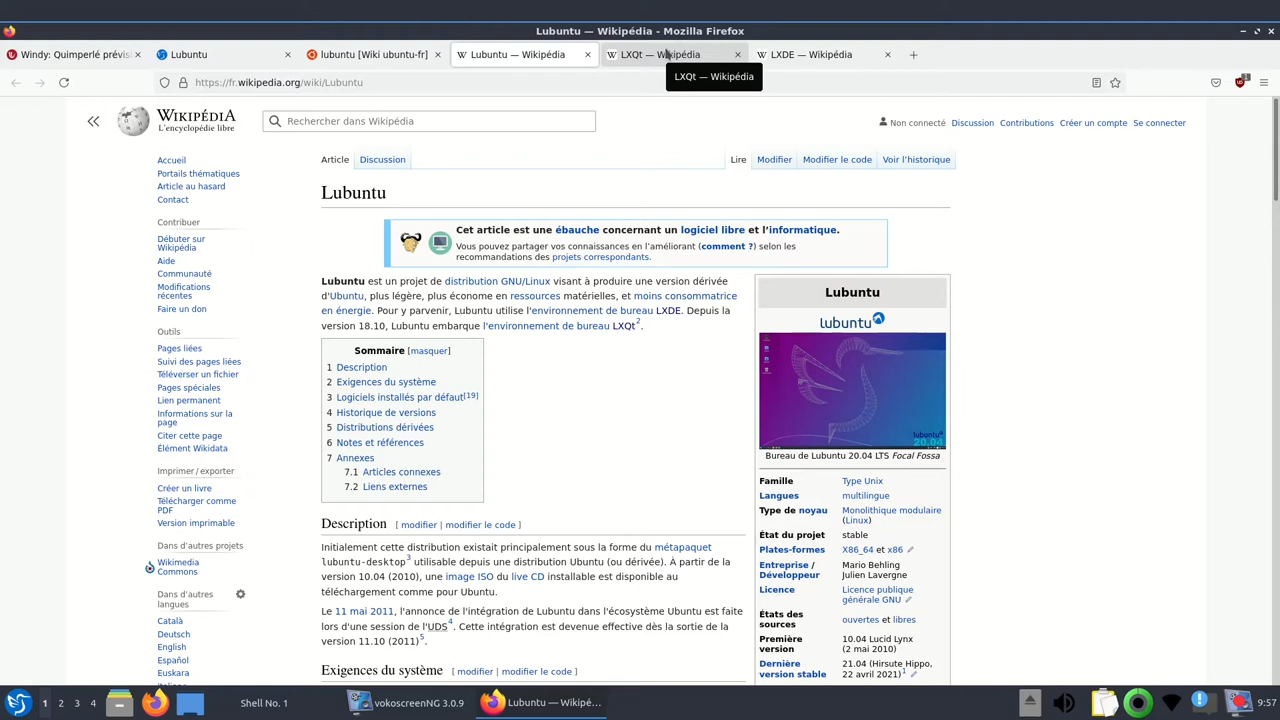 Lubuntu — Wikipédia - Mozilla Firefox
Windy: Quimperlé prévis
Lubuntu
lubuntu [Wiki ubuntu-fr]
Lubuntu — Wikipédia
LXQt — Wikipédia
LXDE — Wikipédia
LXQt — Wikipédia
https://fr.wikipedia.org/wiki/Lubuntu
WIKIPÉDIA
L'encyclopédie libre
Rechercher dans Wikipédia
Non connecté Discussion Contributions Créer un compte Se connecter
Article Discussion
Lire Modifier Modifier le code Voir l'historique
Accueil
Portails thématiques
Article au hasard
Contact
Contribuer
Débuter sur
Wikipédia
Aide
Communauté
Modifications
récentes
Faire un don
Outils
Pages liées
Suivi des pages liées
Téléverser un fichier
Pages spéciales
Lien permanent
Informations sur la
page
Citer cette page
Élément Wikidata
Imprimer / exporter
Créer un livre
Télécharger comme
PDF
Version imprimable
Dans d'autres projets
Wikimedia
Commons
Dans d'autres
langues
Català
Deutsch
English
Español
Euskara
Lubuntu
Cet article est une ébauche concernant un logiciel libre et l'informatique.
Vous pouvez partager vos connaissances en l'améliorant (comment ?) selon les
recommandations des projets correspondants.
Lubuntu est un projet de distribution GNU/Linux visant à produire une version dérivée
d'Ubuntu, plus légère, plus économe en ressources matérielles, et moins consommatrice
en énergie. Pour y parvenir, Lubuntu utilise l'environnement de bureau LXDE. Depuis la
version 18.10, Lubuntu embarque l'environnement de bureau LXQt 2.
Sommaire [masquer]
1 Description
2 Exigences du système
3 Logiciels installés par défaut[19]
4 Historique de versions
5 Distributions dérivées
6 Notes et références
7 Annexes
7.1 Articles connexes
7.2 Liens externes
Description [ modifier | modifier le code ]
Initialement cette distribution existait principalement sous la forme du métapaquet
lubuntu-desktop 3 utilisable depuis une distribution Ubuntu (ou dérivée). À partir de la
version 10.04 (2010), une image ISO du live CD installable est disponible au
téléchargement comme pour Ubuntu.
Le 11 mai 2011, l'annonce de l'intégration de Lubuntu dans l'écosystème Ubuntu est faite
lors d'une session de l'UDS 4. Cette intégration est devenue effective dès la sortie de la
version 11.10 (2011) 5.
Exigences du système [ modifier | modifier le code ]
Lubuntu
lubuntu
lubuntu
20.04
Bureau de Lubuntu 20.04 LTS Focal Fossa
Famille Type Unix
Langues multilingue
Type de noyau Monolithique modulaire
(Linux)
État du projet stable
Plates-formes X86_64 et x86
Entreprise / Mario Behling
Développeur Julien Lavergne
Licence Licence publique
générale GNU
États des ouvertes et libres
sources
Première 10.04 Lucid Lynx
version (2 mai 2010)
Dernière 21.04 (Hirsute Hippo,
version stable 22 avril 2021) 1
1 2 3 4 Shell No. 1 vokoscreenNG 3.0.9 Lubuntu — Wikipé... 9:57